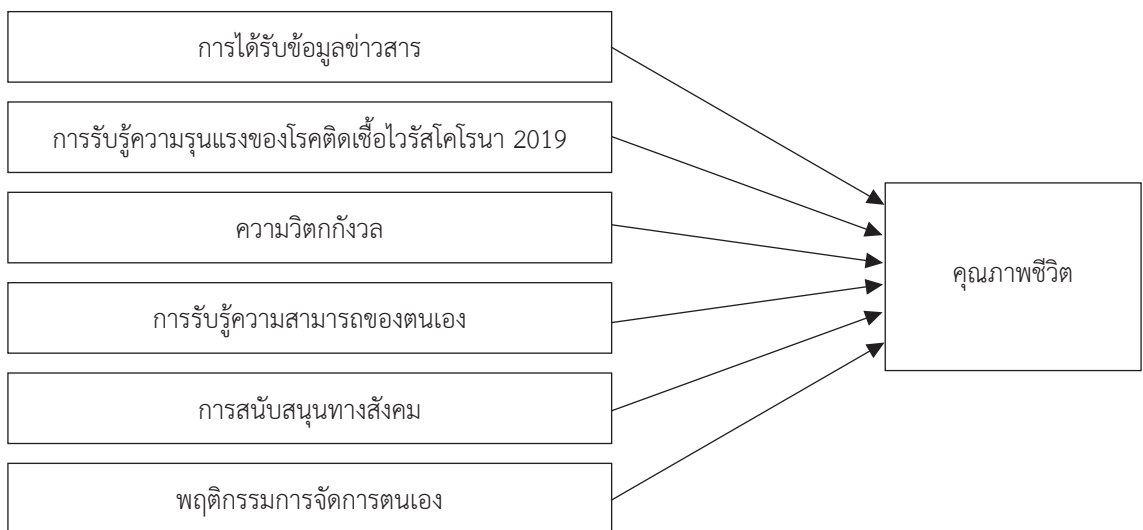 การได้รับข้อมูลข่าวสาร
การรับรู้ความรุนแรงของโรคติดเชื้อไวรัสโคโรนา 2019
ความวิตกกังวล
การรับรู้ความสามารถของตนเอง
การสนับสนุนทางสังคม
พฤติกรรมการจัดการตนเอง
คุณภาพชีวิต